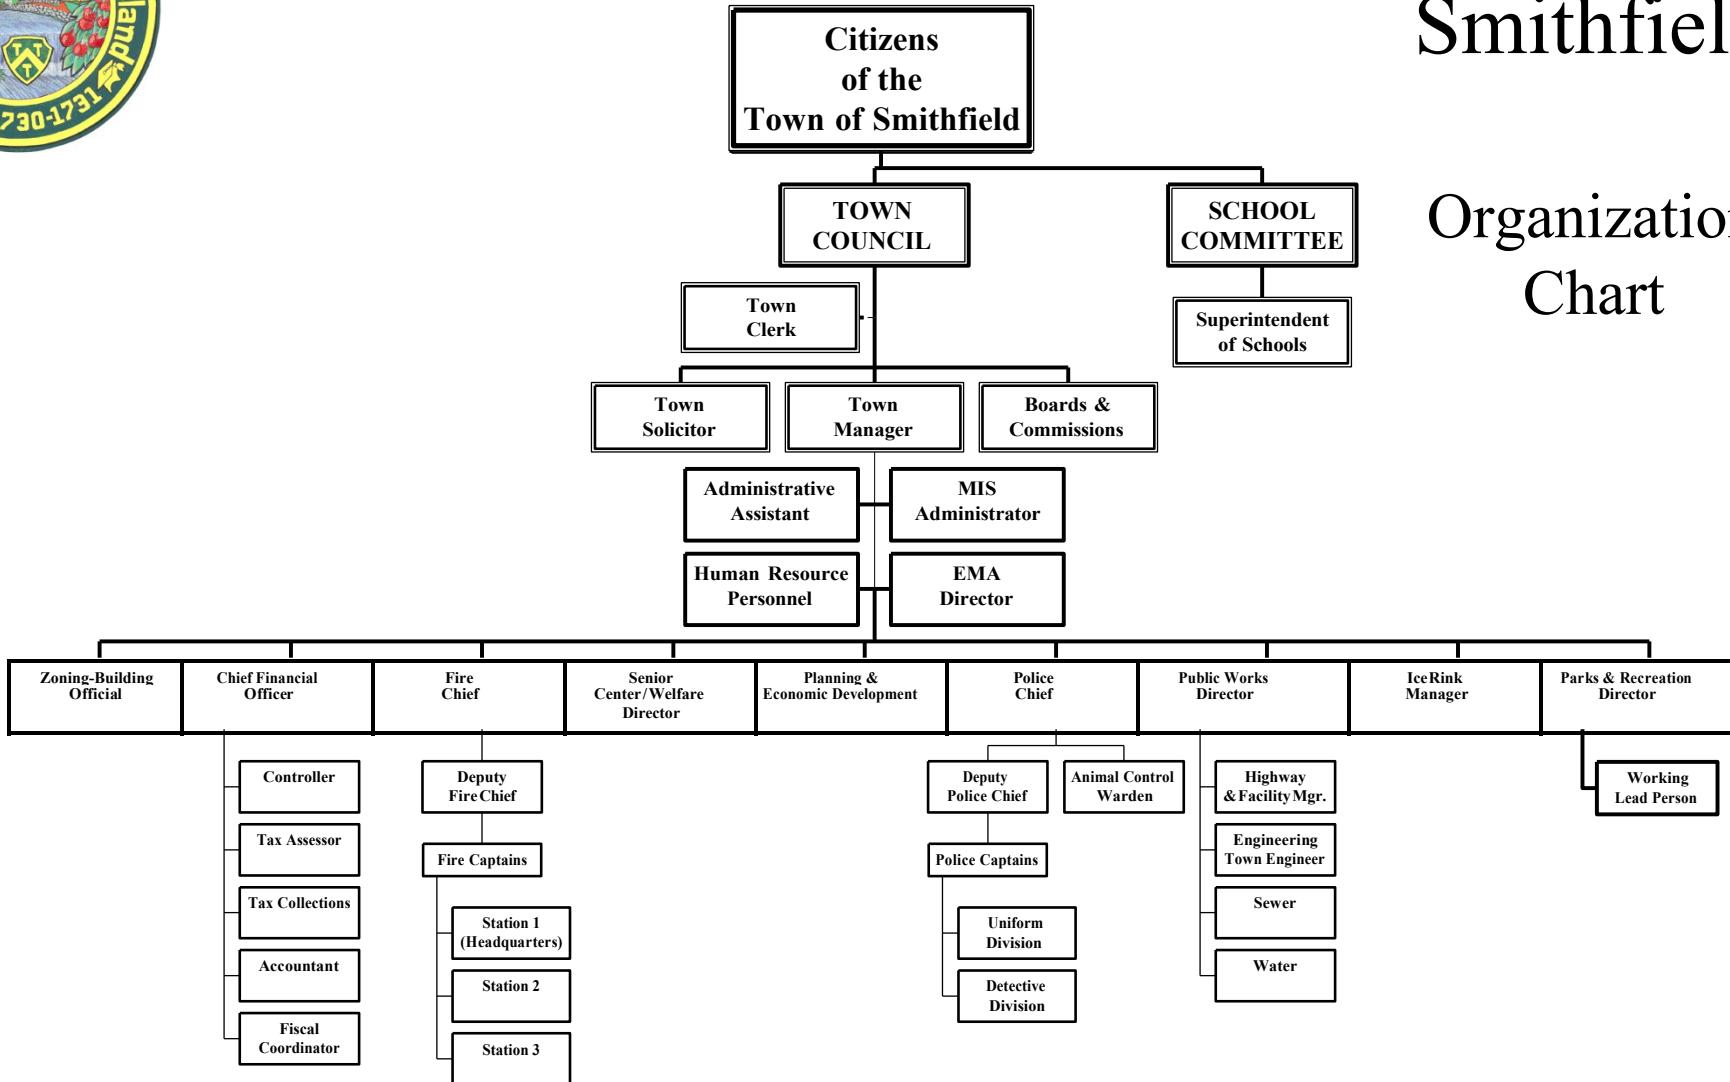 land
730-1731
Smithfiel
Organization
Chart
Citizens
of the
Town of Smithfield
TOWN
COUNCIL
SCHOOL
COMMITTEE
Town
Clerk
Superintendent
of Schools
Town
Solicitor
Town
Manager
Boards &
Commissions
Administrative
Assistant
MIS
Administrator
Human Resource
Personnel
EMA
Director
Zoning-Building
Official
Chief Financial
Officer
Fire
Chief
Senior
Center/Welfare
Director
Planning &
Economic Development
Police
Chief
Public Works
Director
Ice Rink
Manager
Parks & Recreation
Director
Controller
Tax Assessor
Tax Collections
Accountant
Fiscal
Coordinator
Deputy
Fire Chief
Fire Captains
Station 1
(Headquarters)
Station 2
Station 3
Deputy
Police Chief
Animal Control
Warden
Police Captains
Uniform
Division
Detective
Division
Highway
& Facility Mgr.
Engineering
Town Engineer
Sewer
Water
Working
Lead Person